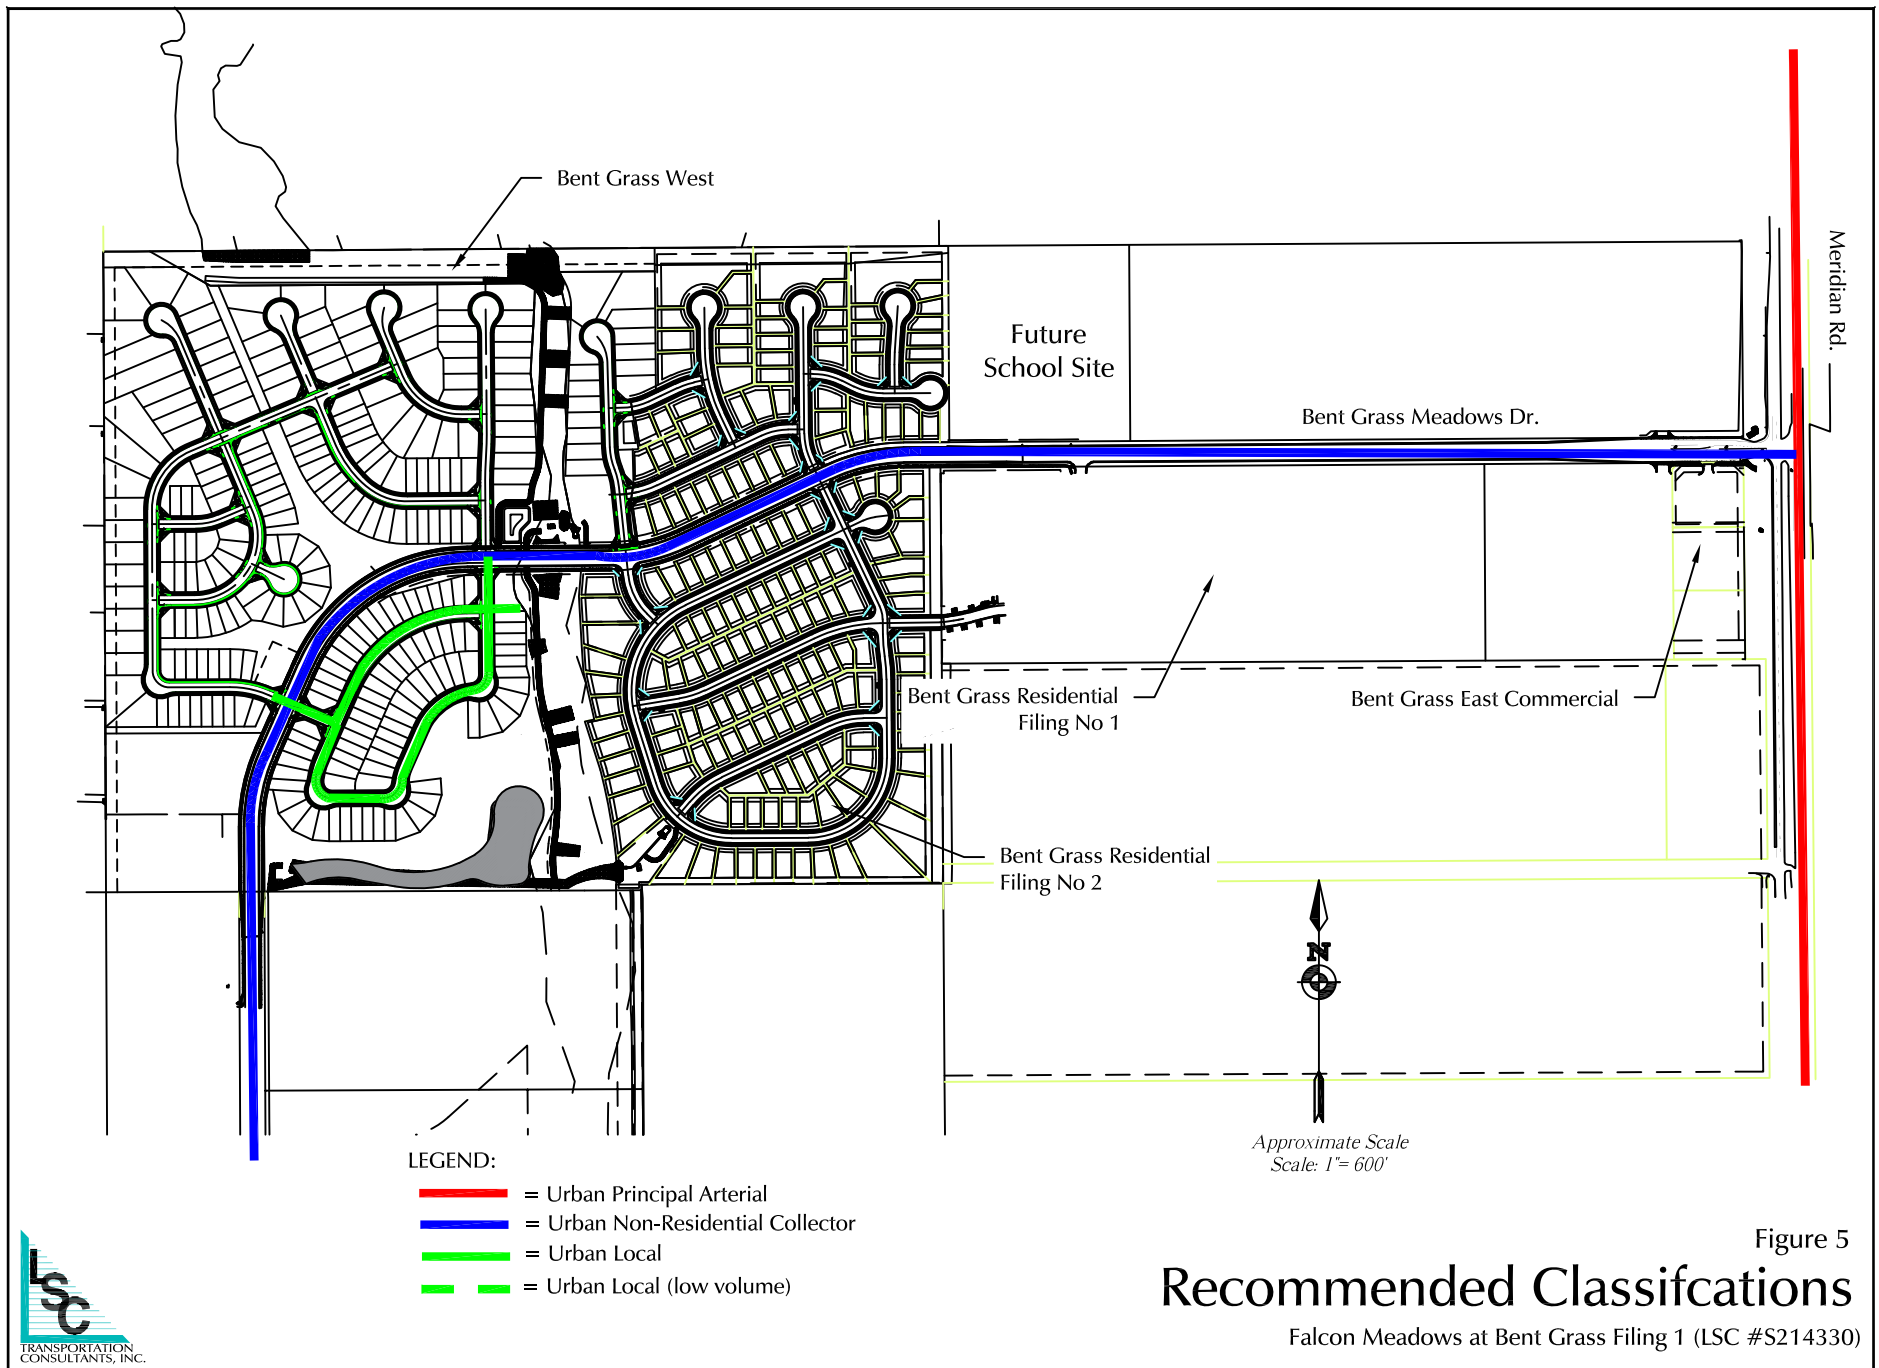 Bent Grass West
Meridian Rd.
Future
School Site
Bent Grass Meadows Dr.
Bent Grass Residential
Filing No 1
Bent Grass East Commercial
Bent Grass Residential
Filing No 2
N
Approximate Scale
Scale: 1"= 600'
LEGEND:
= Urban Principal Arterial
= Urban Non-Residential Collector
= Urban Local
= Urban Local (low volume)
LSC
TRANSPORTATION
CONSULTANTS, INC.
Figure 5
Recommended Classifcations
Falcon Meadows at Bent Grass Filing 1 (LSC #S214330)